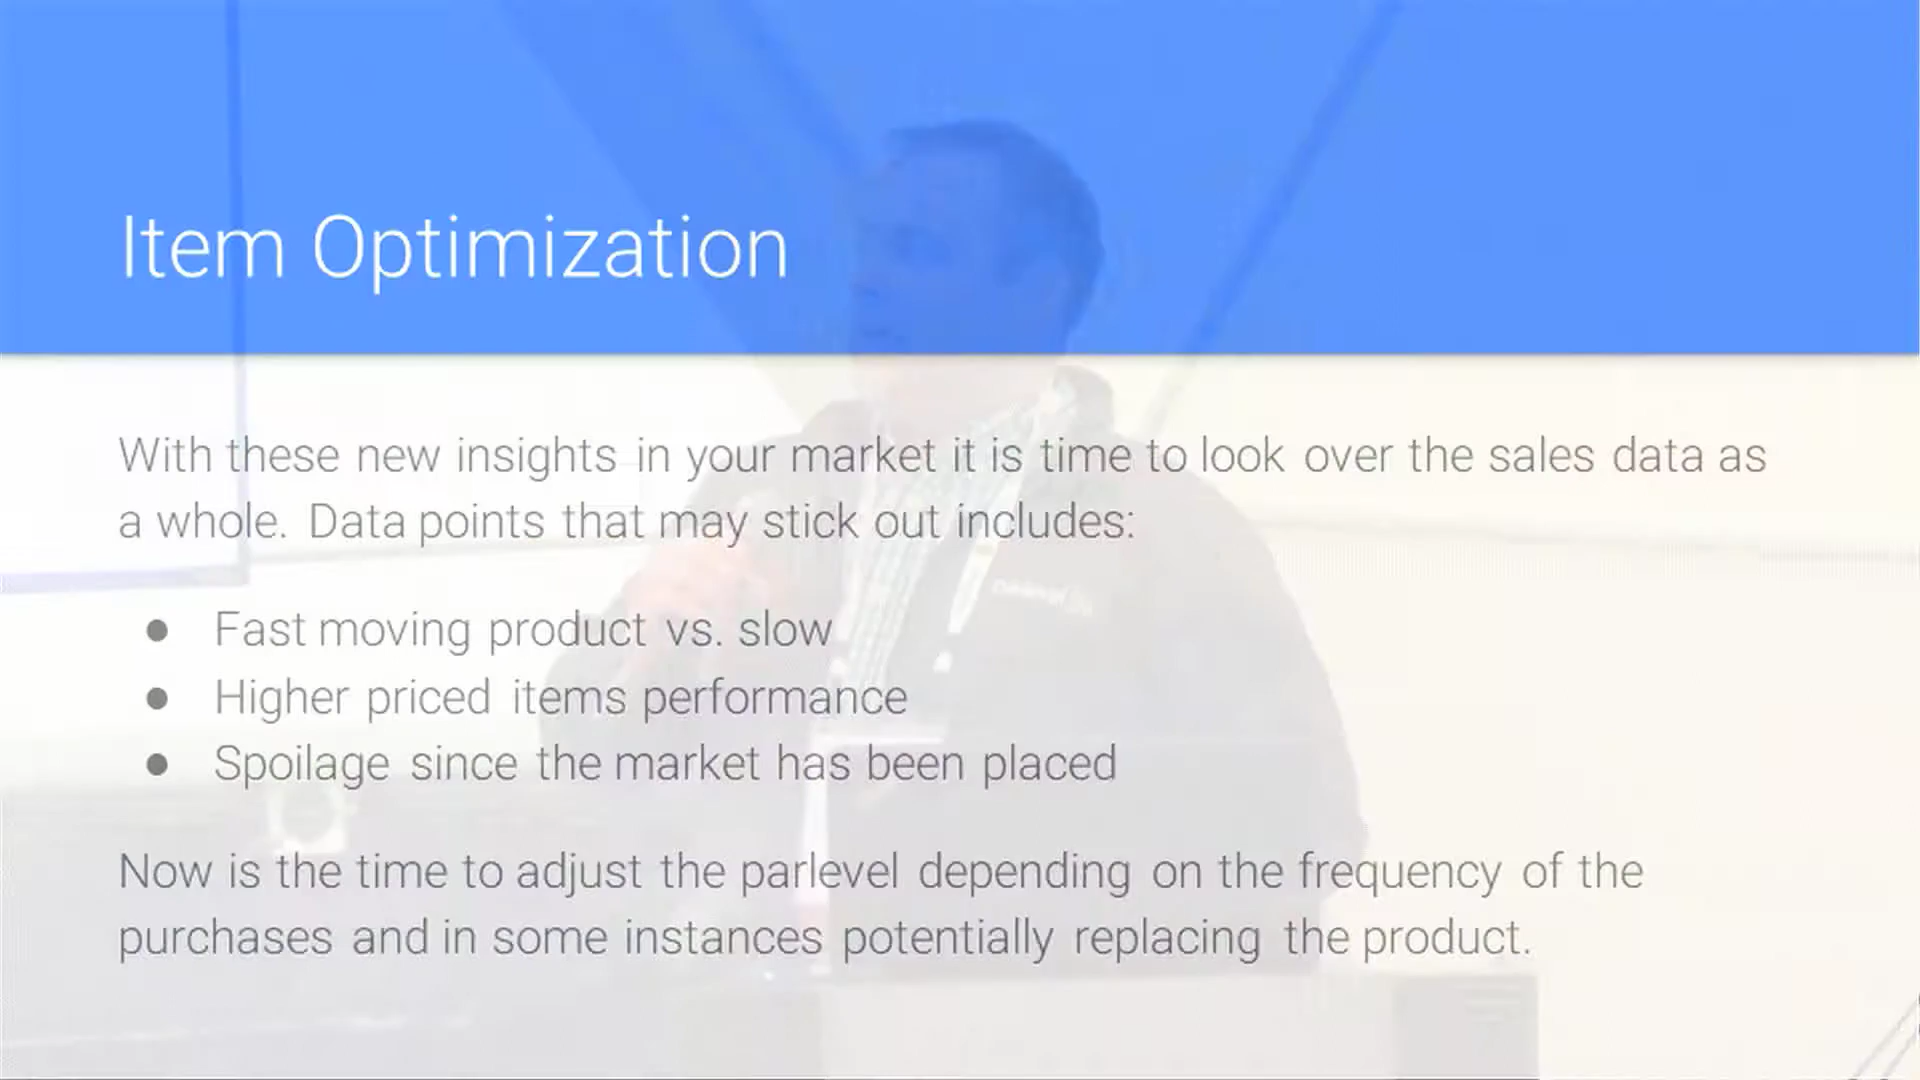 Item Optimization
With these new insights in your market it is time to look over the sales data as
a whole. Data points that may stick out includes:
● Fast moving product vs. slow
● Higher priced items performance
● Spoilage since the market has been placed
Now is the time to adjust the parlevel depending on the frequency of the
purchases and in some instances potentially replacing the product.